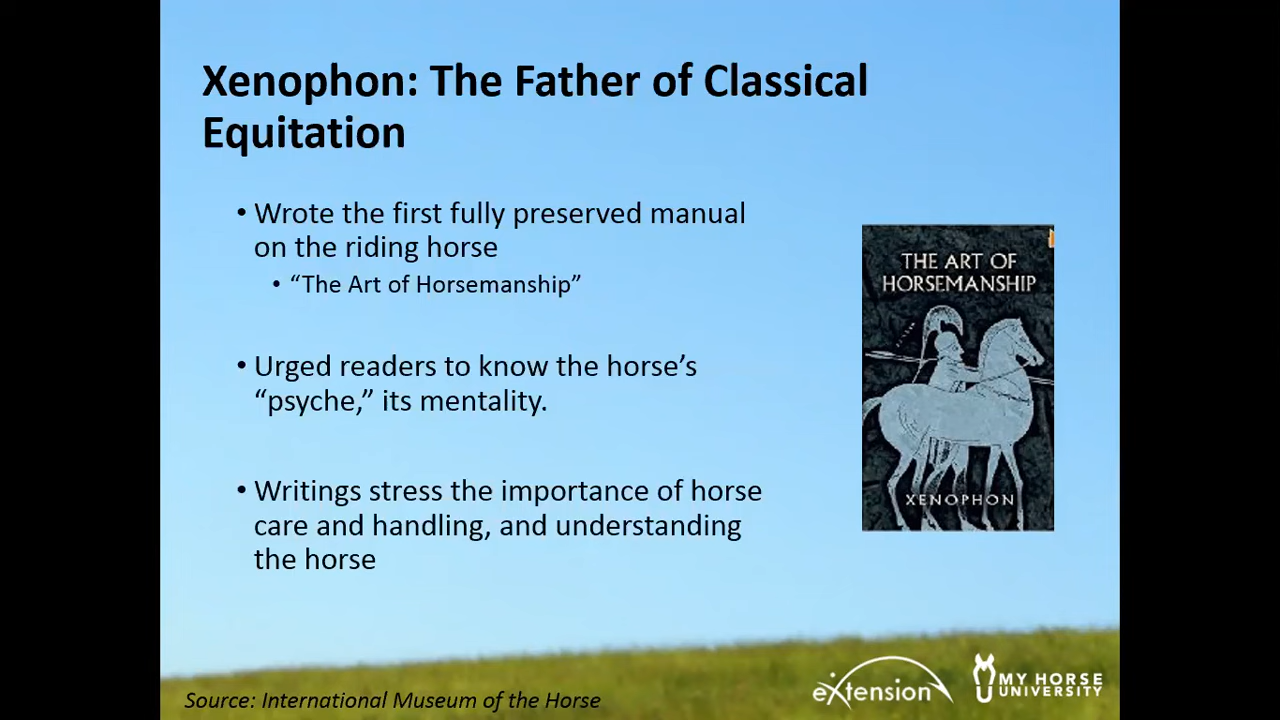 Xenophon: The Father of Classical
Equitation
• Wrote the first fully preserved manual
on the riding horse
• “The Art of Horsemanship”
• Urged readers to know the horse’s
“psyche,” its mentality.
• Writings stress the importance of horse
care and handling, and understanding
the horse
THE ART OF
HORSEMANSHIP
XENOPHON
Source: International Museum of the Horse
eXtension
MY HORSE
UNIVERSITY